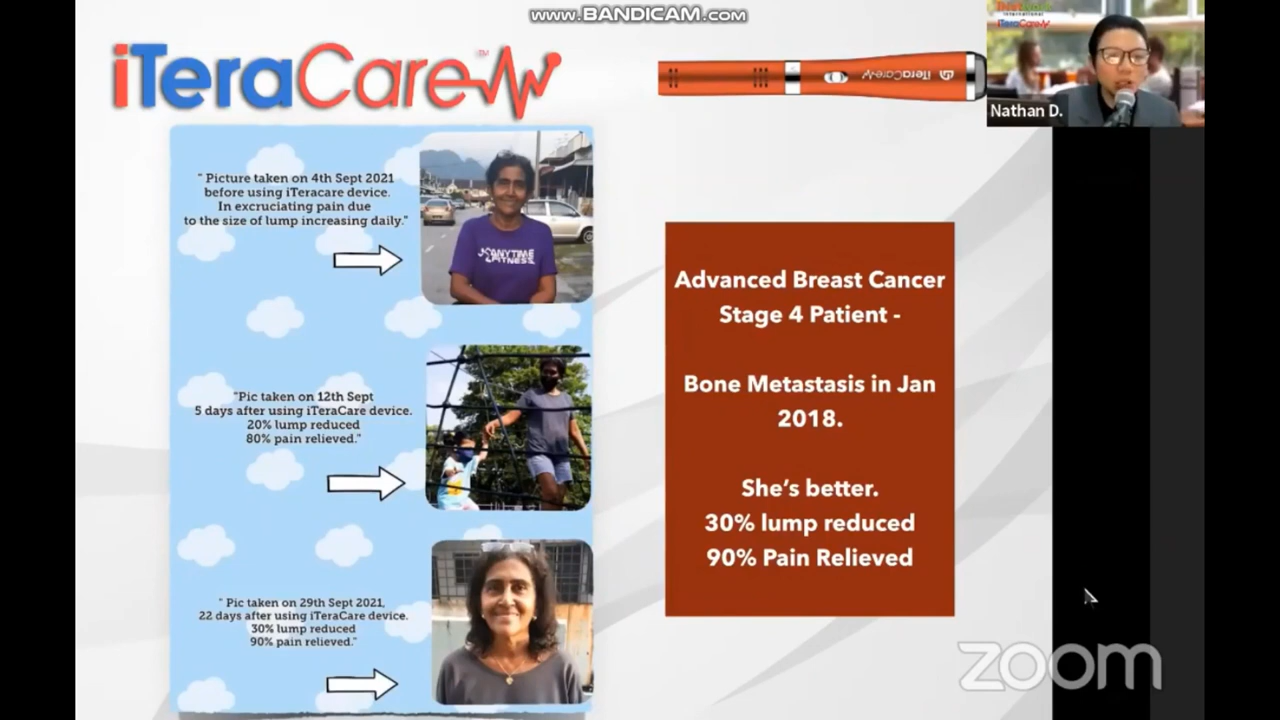 www.BANDICAM.com
iTeraCare™
iTeraCare
Nathan D.
" Picture taken on 4th Sept 2021
before using iTeracare device.
In excruciating pain due
to the size of lump increasing daily."
ANYTIME
FITNESS
"Pic taken on 12th Sept
5 days after using iTeraCare device.
20% lump reduced
80% pain relieved."
" Pic taken on 29th Sept 2021,
22 days after using iTeraCare device.
30% lump reduced
90% pain relieved."
Advanced Breast Cancer
Stage 4 Patient -
Bone Metastasis in Jan
2018.
She's better.
30% lump reduced
90% Pain Relieved
zoom